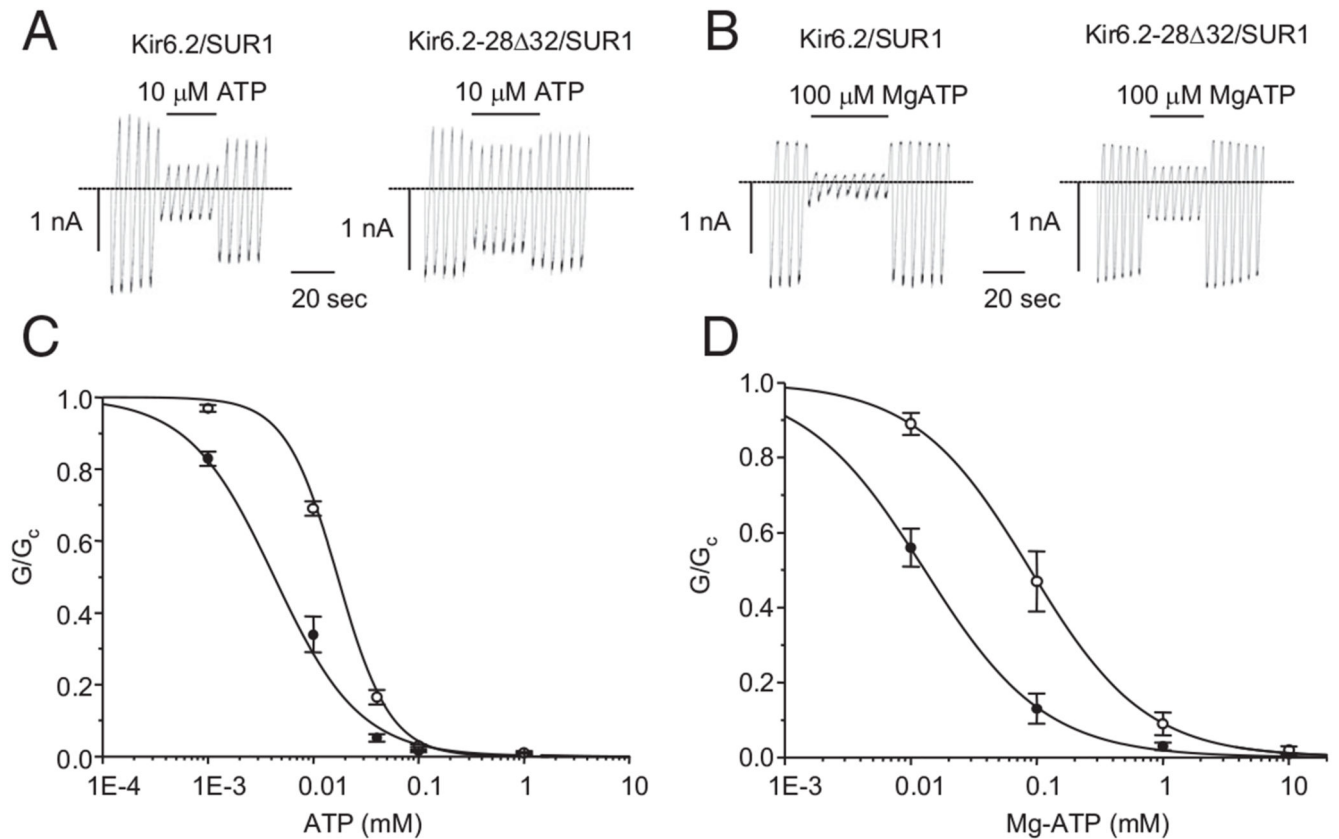 A
Kir6.2/SUR1
Kir6.2-28Δ32/SUR1
10 μM ATP
10 μM ATP
1 nA
1 nA
20 sec
B
Kir6.2/SUR1
Kir6.2-28Δ32/SUR1
100 μM MgATP
100 μM MgATP
1 nA
1 nA
20 sec
C
1.0
0.8
0.6
0.4
0.2
0.0
G/Gc
1E-4
1E-3
0.01
0.1
1
10
ATP (mM)
D
1.0
0.8
0.6
0.4
0.2
0.0
G/Gc
1E-3
0.01
0.1
1
10
Mg-ATP (mM)